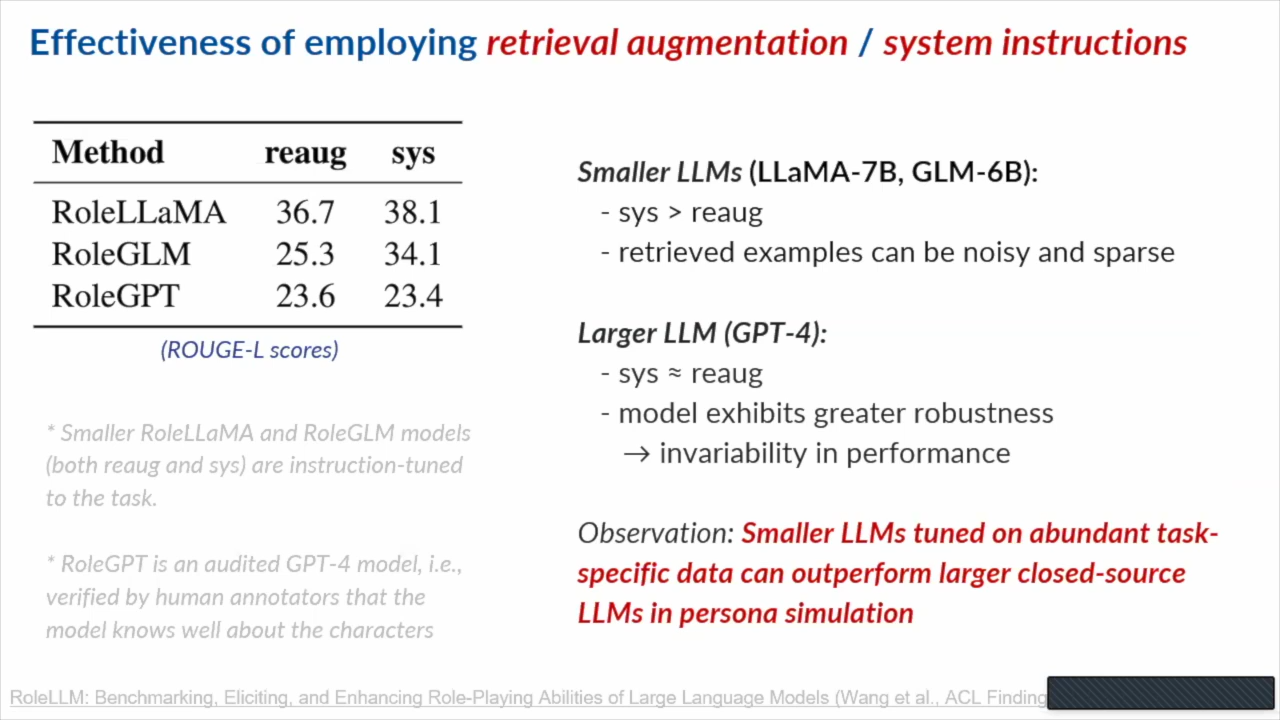 Effectiveness of employing retrieval augmentation / system instructions
Method reaug sys
RoleLLaMA 36.7 38.1
RoleGLM 25.3 34.1
RoleGPT 23.6 23.4
(ROUGE-L scores)
* Smaller RoleLLaMA and RoleGLM models
(both reaug and sys) are instruction-tuned
to the task.
* RoleGPT is an audited GPT-4 model, i.e.,
verified by human annotators that the
model knows well about the characters
Smaller LLMs (LLaMA-7B, GLM-6B):
- sys > reaug
- retrieved examples can be noisy and sparse
Larger LLM (GPT-4):
- sys ≈ reaug
- model exhibits greater robustness
→ invariability in performance
Observation: Smaller LLMs tuned on abundant task-
specific data can outperform larger closed-source
LLMs in persona simulation
RoleLLM: Benchmarking, Eliciting, and Enhancing Role-Playing Abilities of Large Language Models (Wang et al., ACL Finding